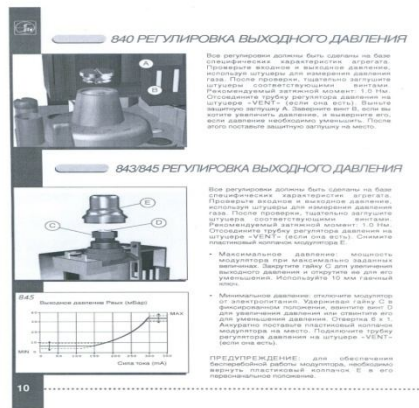 840 РЕГУЛИРОВКА ВЫХОДНОГО ДАВЛЕНИЯ
Все регулировки должны быть сделаны на базе
специфических характеристик агрегата.
Проверьте входное и выходное давление,
используя штуцеры для измерения давления
газа. После проверки, тщательно заглушите
штуцеры соответствующими винтами.
Рекомендуемый затяжной момент: 1.0 Нм.
Отсоедините трубку регулятора давления на
штуцере «VENT» (если она есть). Выньте
защитную заглушку А. Заверните винт В, если вы
хотите увеличить давление, и выверните его,
если давление необходимо уменьшить. После
этого поставьте защитную заглушку на место.
A
B
843/845 РЕГУЛИРОВКА ВЫХОДНОГО ДАВЛЕНИЯ
Все регулировки должны быть сделаны на базе
специфических характеристик агрегата.
Проверьте входное и выходное давление,
используя штуцеры для измерения давления
газа. После проверки, тщательно заглушите
штуцеры соответствующими винтами.
Рекомендуемый затяжной момент: 1.0 Нм.
Отсоедините трубку регулятора давления на
штуцере «VENT» (если она есть). Снимите
пластиковый колпачок модулятора Е.
E
C
D
• Максимальное давление: мощность
модулятора при максимально заданных
величинах. Закрутите гайку С для увеличения
выходного давления и открутите ее для его
уменьшения. Используйте 10 мм гаечный
ключ.
• Минимальное давление: отключите модулятор
от электропитания. Удерживая гайку С в
фиксированном положении, ввинтите винт D
для увеличения давления или отвинтите его
для уменьшения давления. Отвертка 6 x 1.
Аккуратно поставьте пластиковый колпачок
модулятора на место. Подключите трубку
регулятора давления на штуцере «VENT»
(если она есть).
ПРЕДУПРЕЖДЕНИЕ: для обеспечения
бесперебойной работы модулятора, необходимо
вернуть пластиковый колпачок Е в его
первоначальное положение.
845
Выходное давление Рвых (мбар)
MAX
MIN
Сила тока (mA)
10